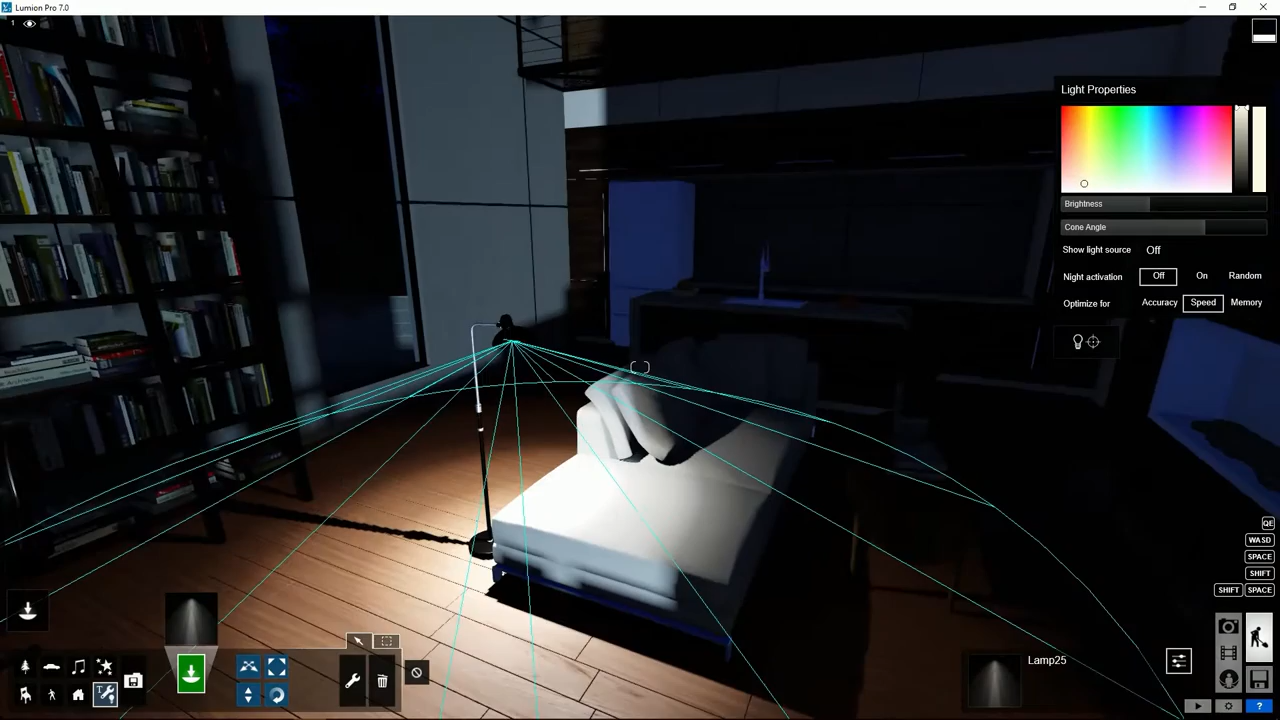 Lumion Pro 7.0
1
Light Properties
Brightness
Cone Angle
Show light source Off
Night activation Off On Random
Optimize for Accuracy Speed Memory
QE
WASD
SPACE
SHIFT
SHIFT SPACE
Lamp25
?